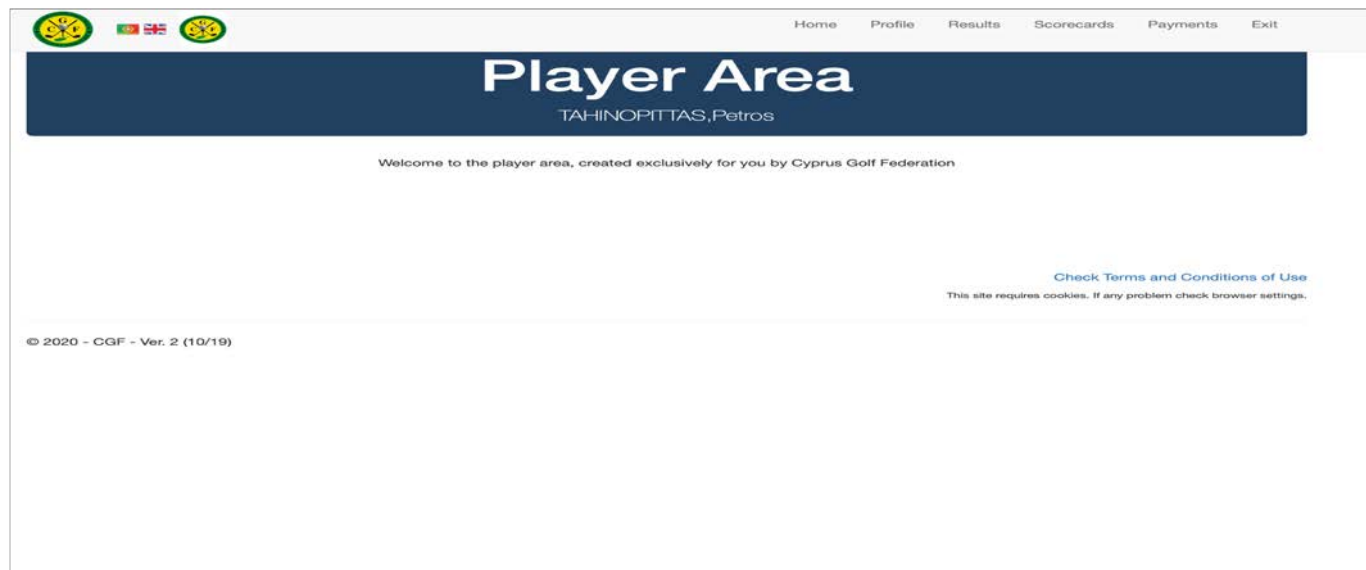 G
C F
G
C F
Home Profile Results Scorecards Payments Exit
Player Area
TAHINOPITTAS,Petros
Welcome to the player area, created exclusively for you by Cyprus Golf Federation
Check Terms and Conditions of Use
This site requires cookies. If any problem check browser settings.
© 2020 - CGF - Ver. 2 (10/19)